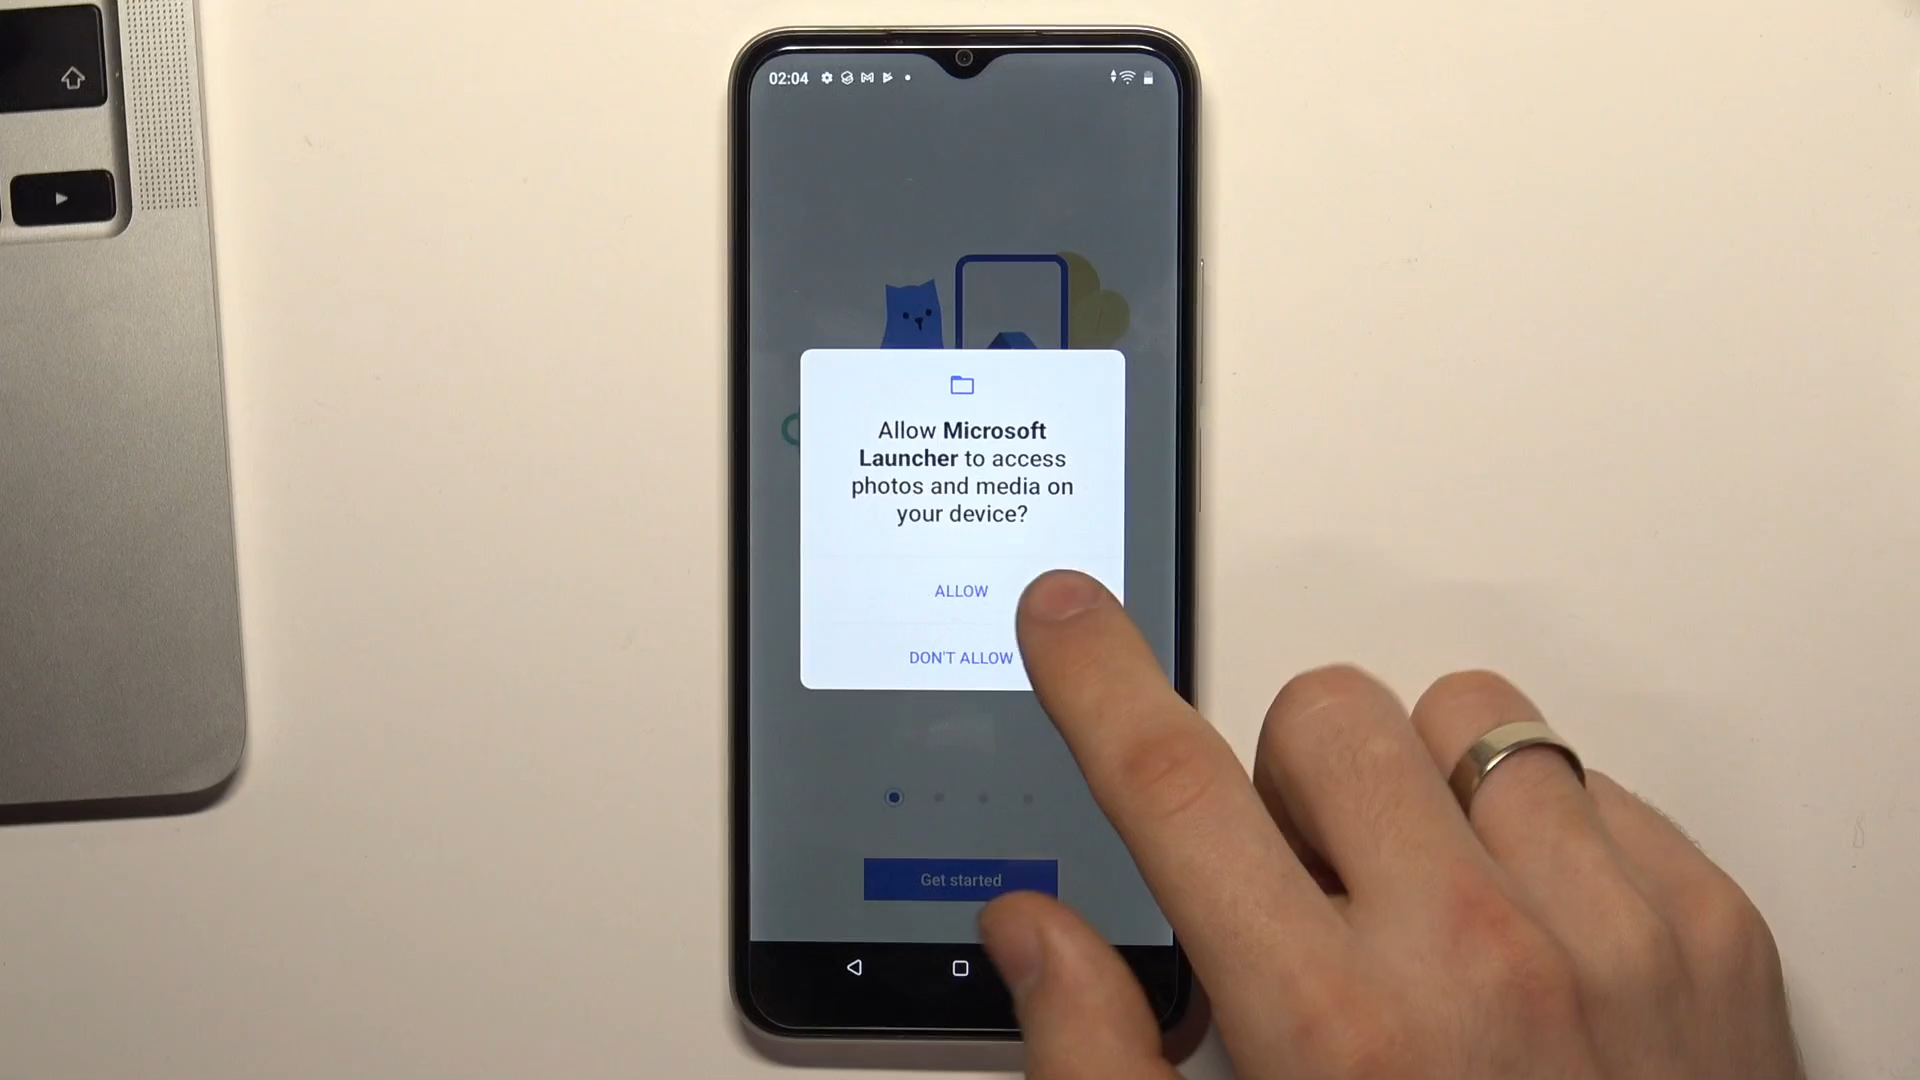 02:04
Allow Microsoft
Launcher to access
photos and media on
your device?
ALLOW
DON'T ALLOW
Get started